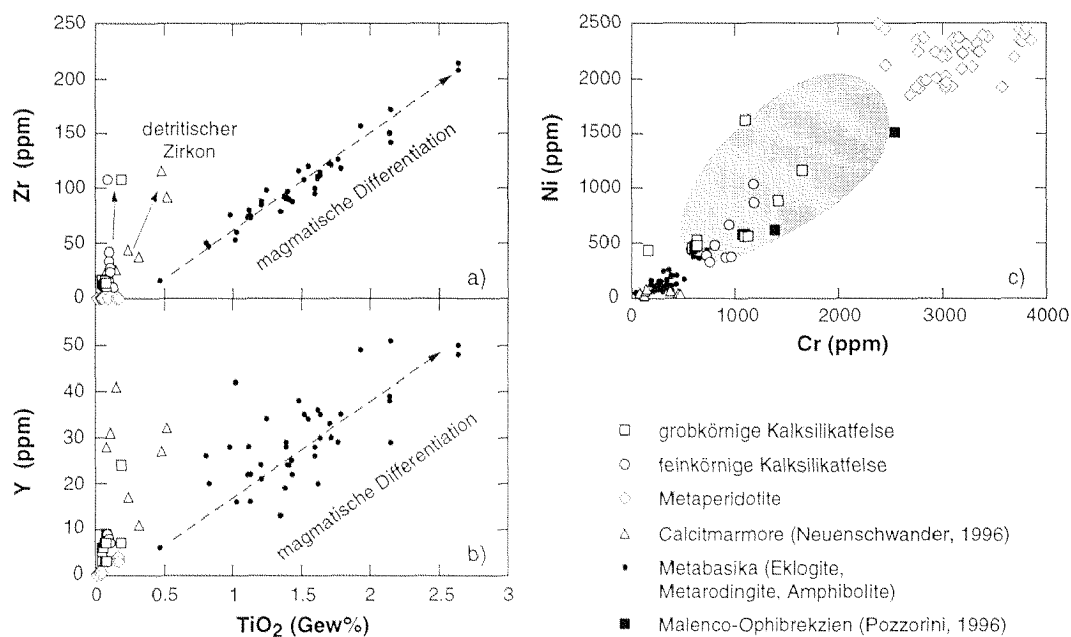 250
200
150
100
50
0
Zr (ppm)
detritischer
Zirkon
magmatische Differentiation
a)
50
40
30
20
10
0
Y (ppm)
magmatische Differentiation
b)
0
0.5
1
1.5
2
2.5
3
TiO₂ (Gew%)
2500
2000
1500
1000
500
0
Ni (ppm)
c)
0
1000
2000
3000
4000
Cr (ppm)
grobkörnige Kalksilikatfelse
feinkörnige Kalksilikatfelse
Metaperidotite
Calcitmarmore (Neuenschwander, 1996)
Metabasika (Eklogite,
Metarodingite, Amphibolite)
Malenco-Ophibrekzien (Pozzorini, 1996)